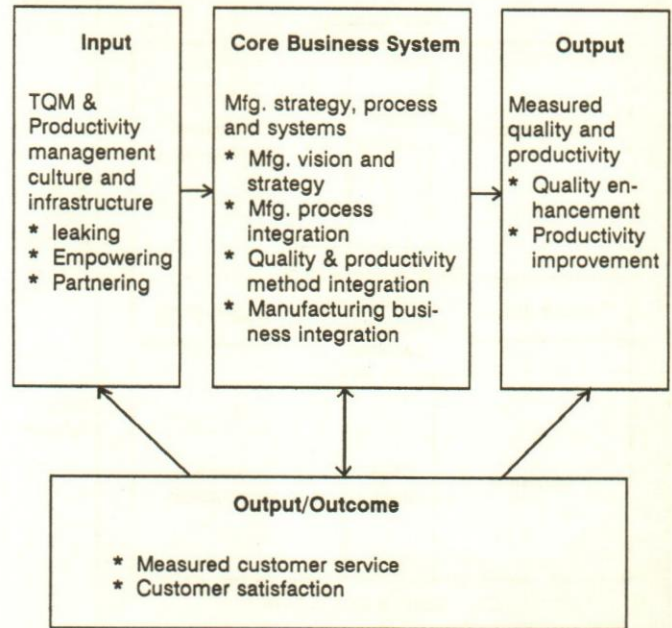 Input
TQM &
Productivity
management
culture and
infrastructure
* leaking
* Empowering
* Partnering
Core Business System
Mfg. strategy, process
and systems
* Mfg. vision and
strategy
* Mfg. process
integration
* Quality & productivity
method integration
* Manufacturing busi-
ness integration
Output
Measured
quality and
productivity
* Quality en-
hancement
* Productivity
improvement
Output/Outcome
* Measured customer service
* Customer satisfaction